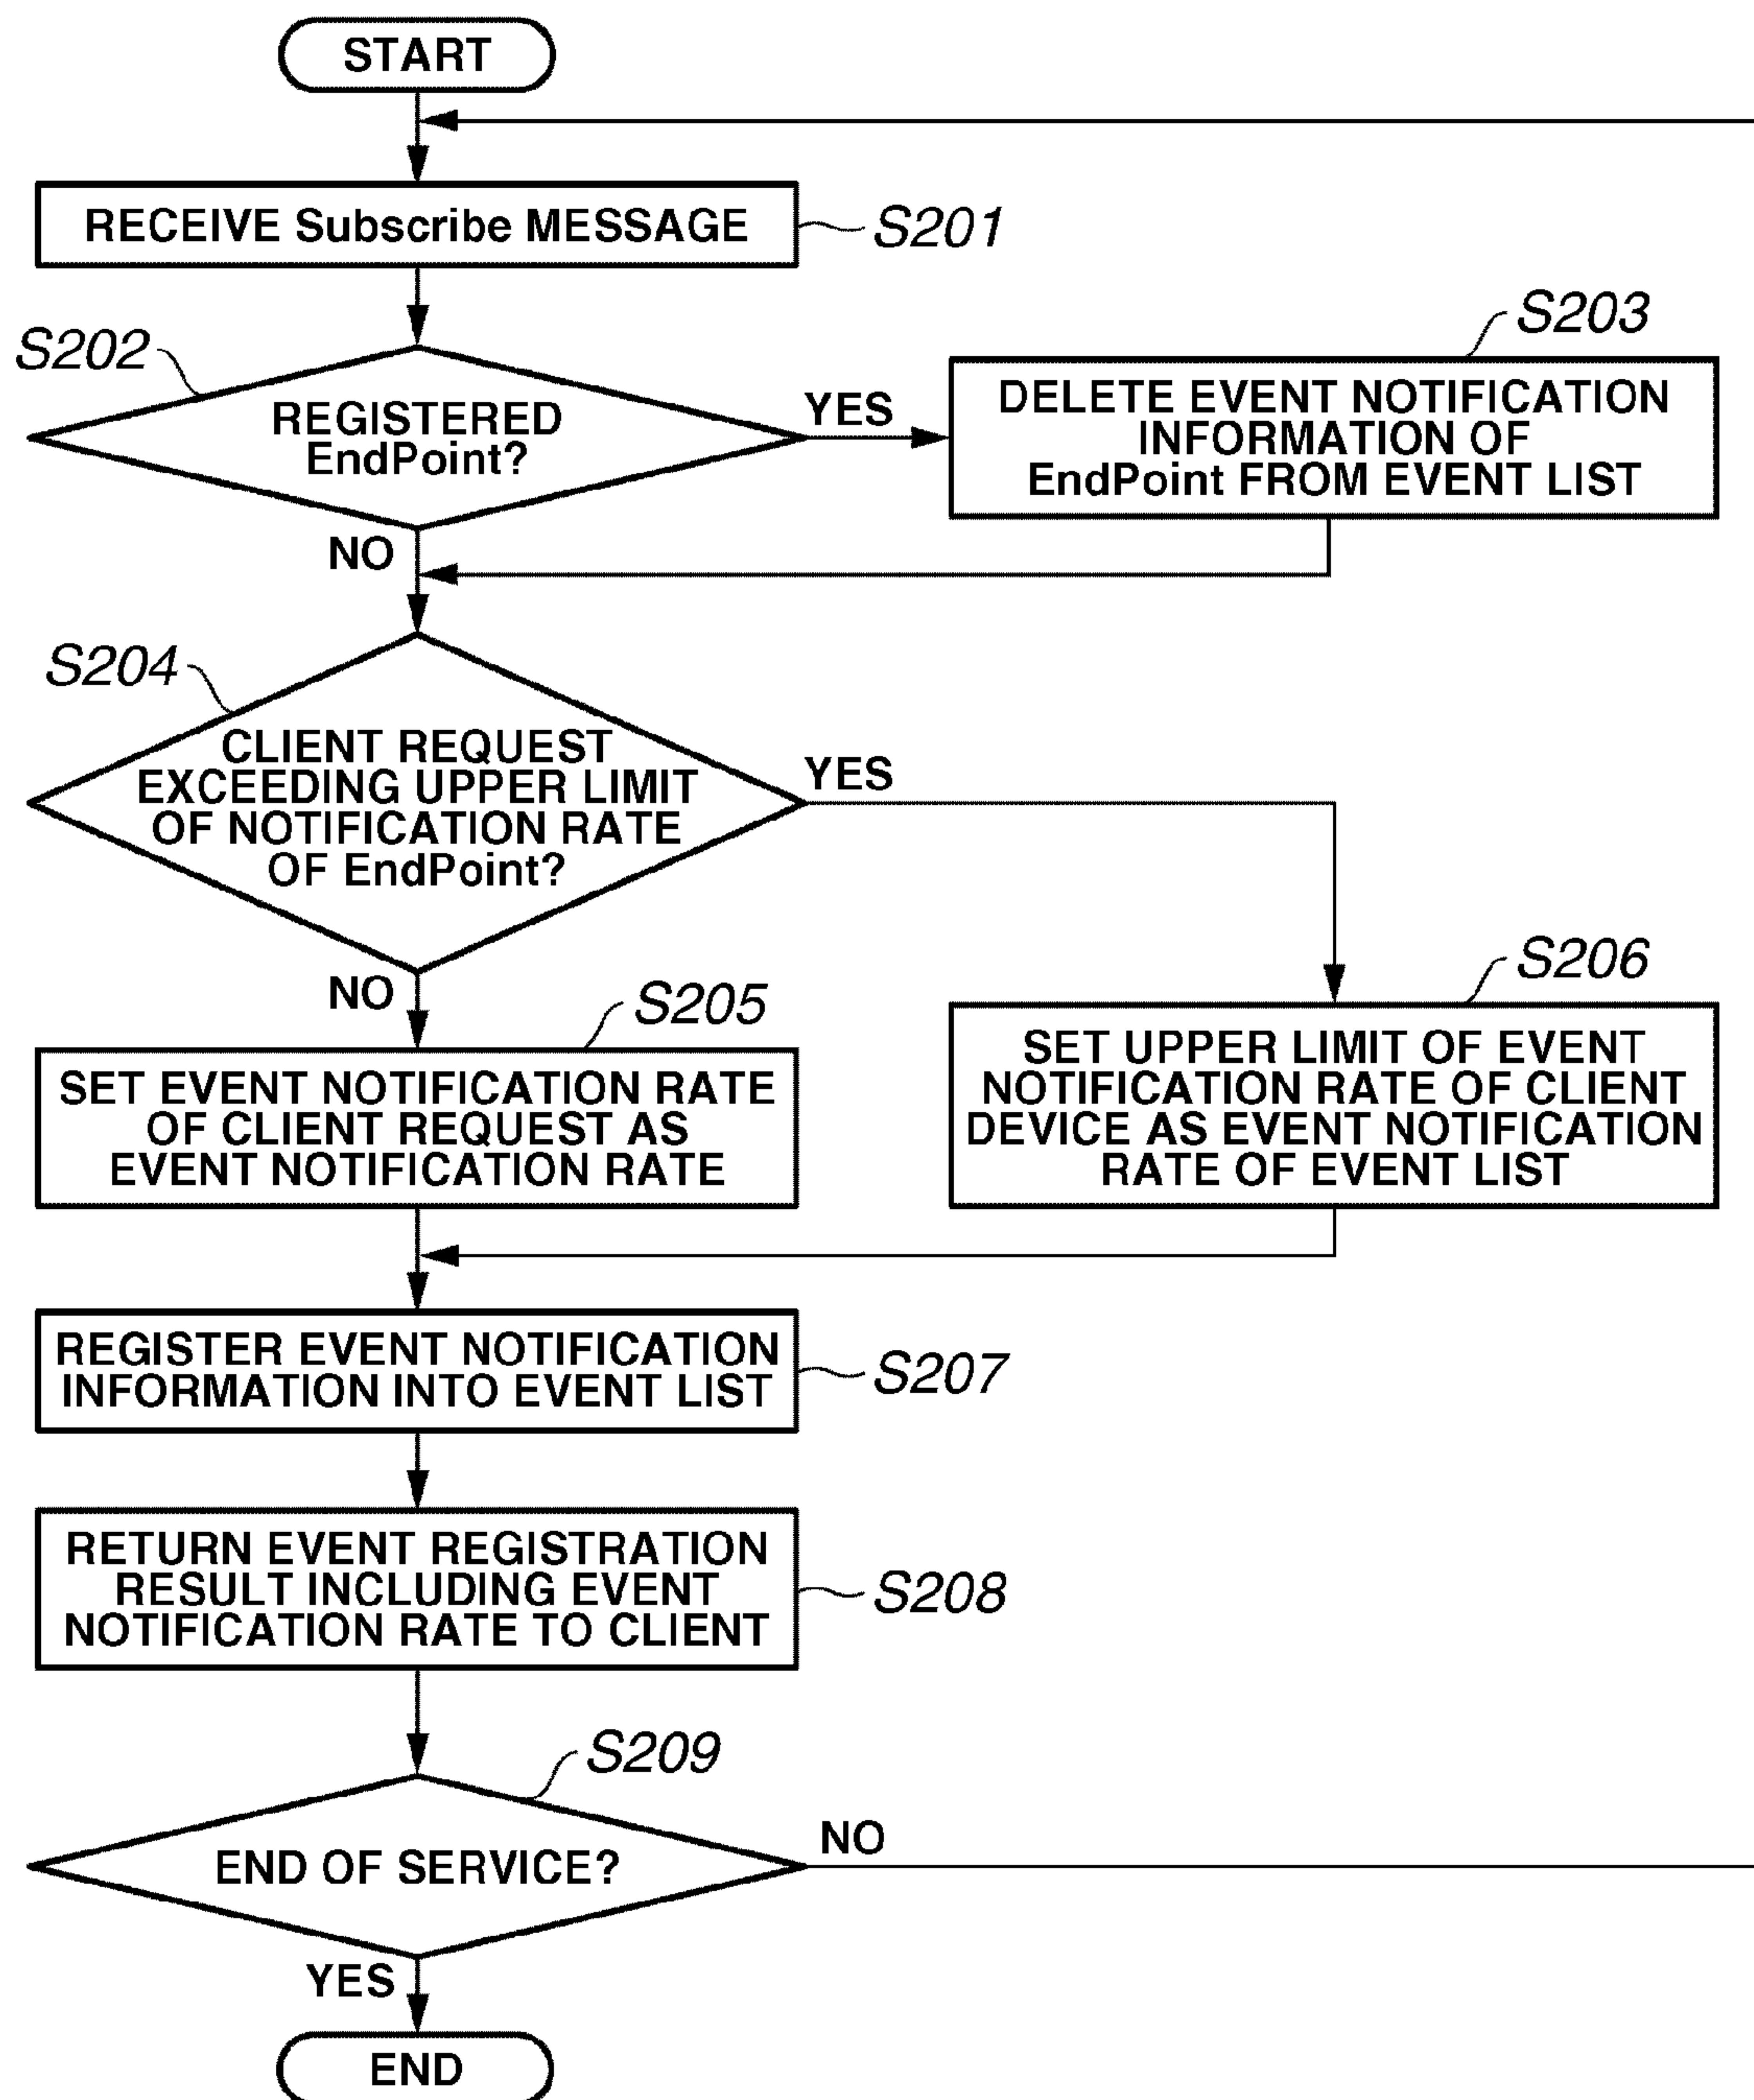 START
RECEIVE Subscribe MESSAGE
S201
S202
REGISTERED
EndPoint?
YES
NO
S203
DELETE EVENT NOTIFICATION
INFORMATION OF
EndPoint FROM EVENT LIST
S204
CLIENT REQUEST
EXCEEDING UPPER LIMIT
OF NOTIFICATION RATE
OF EndPoint?
YES
NO
S205
SET EVENT NOTIFICATION RATE
OF CLIENT REQUEST AS
EVENT NOTIFICATION RATE
S206
SET UPPER LIMIT OF EVENT
NOTIFICATION RATE OF CLIENT
DEVICE AS EVENT NOTIFICATION
RATE OF EVENT LIST
REGISTER EVENT NOTIFICATION
INFORMATION INTO EVENT LIST
S207
RETURN EVENT REGISTRATION
RESULT INCLUDING EVENT
NOTIFICATION RATE TO CLIENT
S208
S209
END OF SERVICE?
NO
YES
END